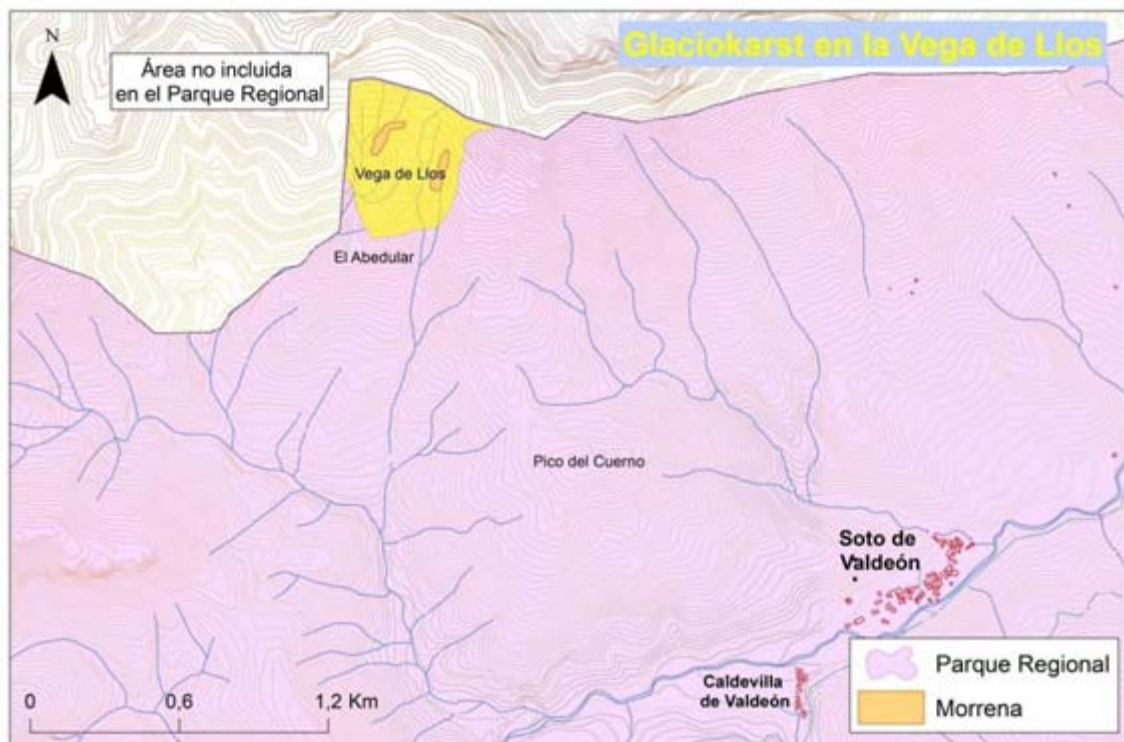 Glaciokarst en la Vega de Llos
N
Área no incluida
en el Parque Regional
Vega de Llos
El Abedular
Pico del Cuerno
Soto de
Valdeón
Caldevilla
de Valdeón
0 0,6 1,2 Km
Parque Regional
Morrena